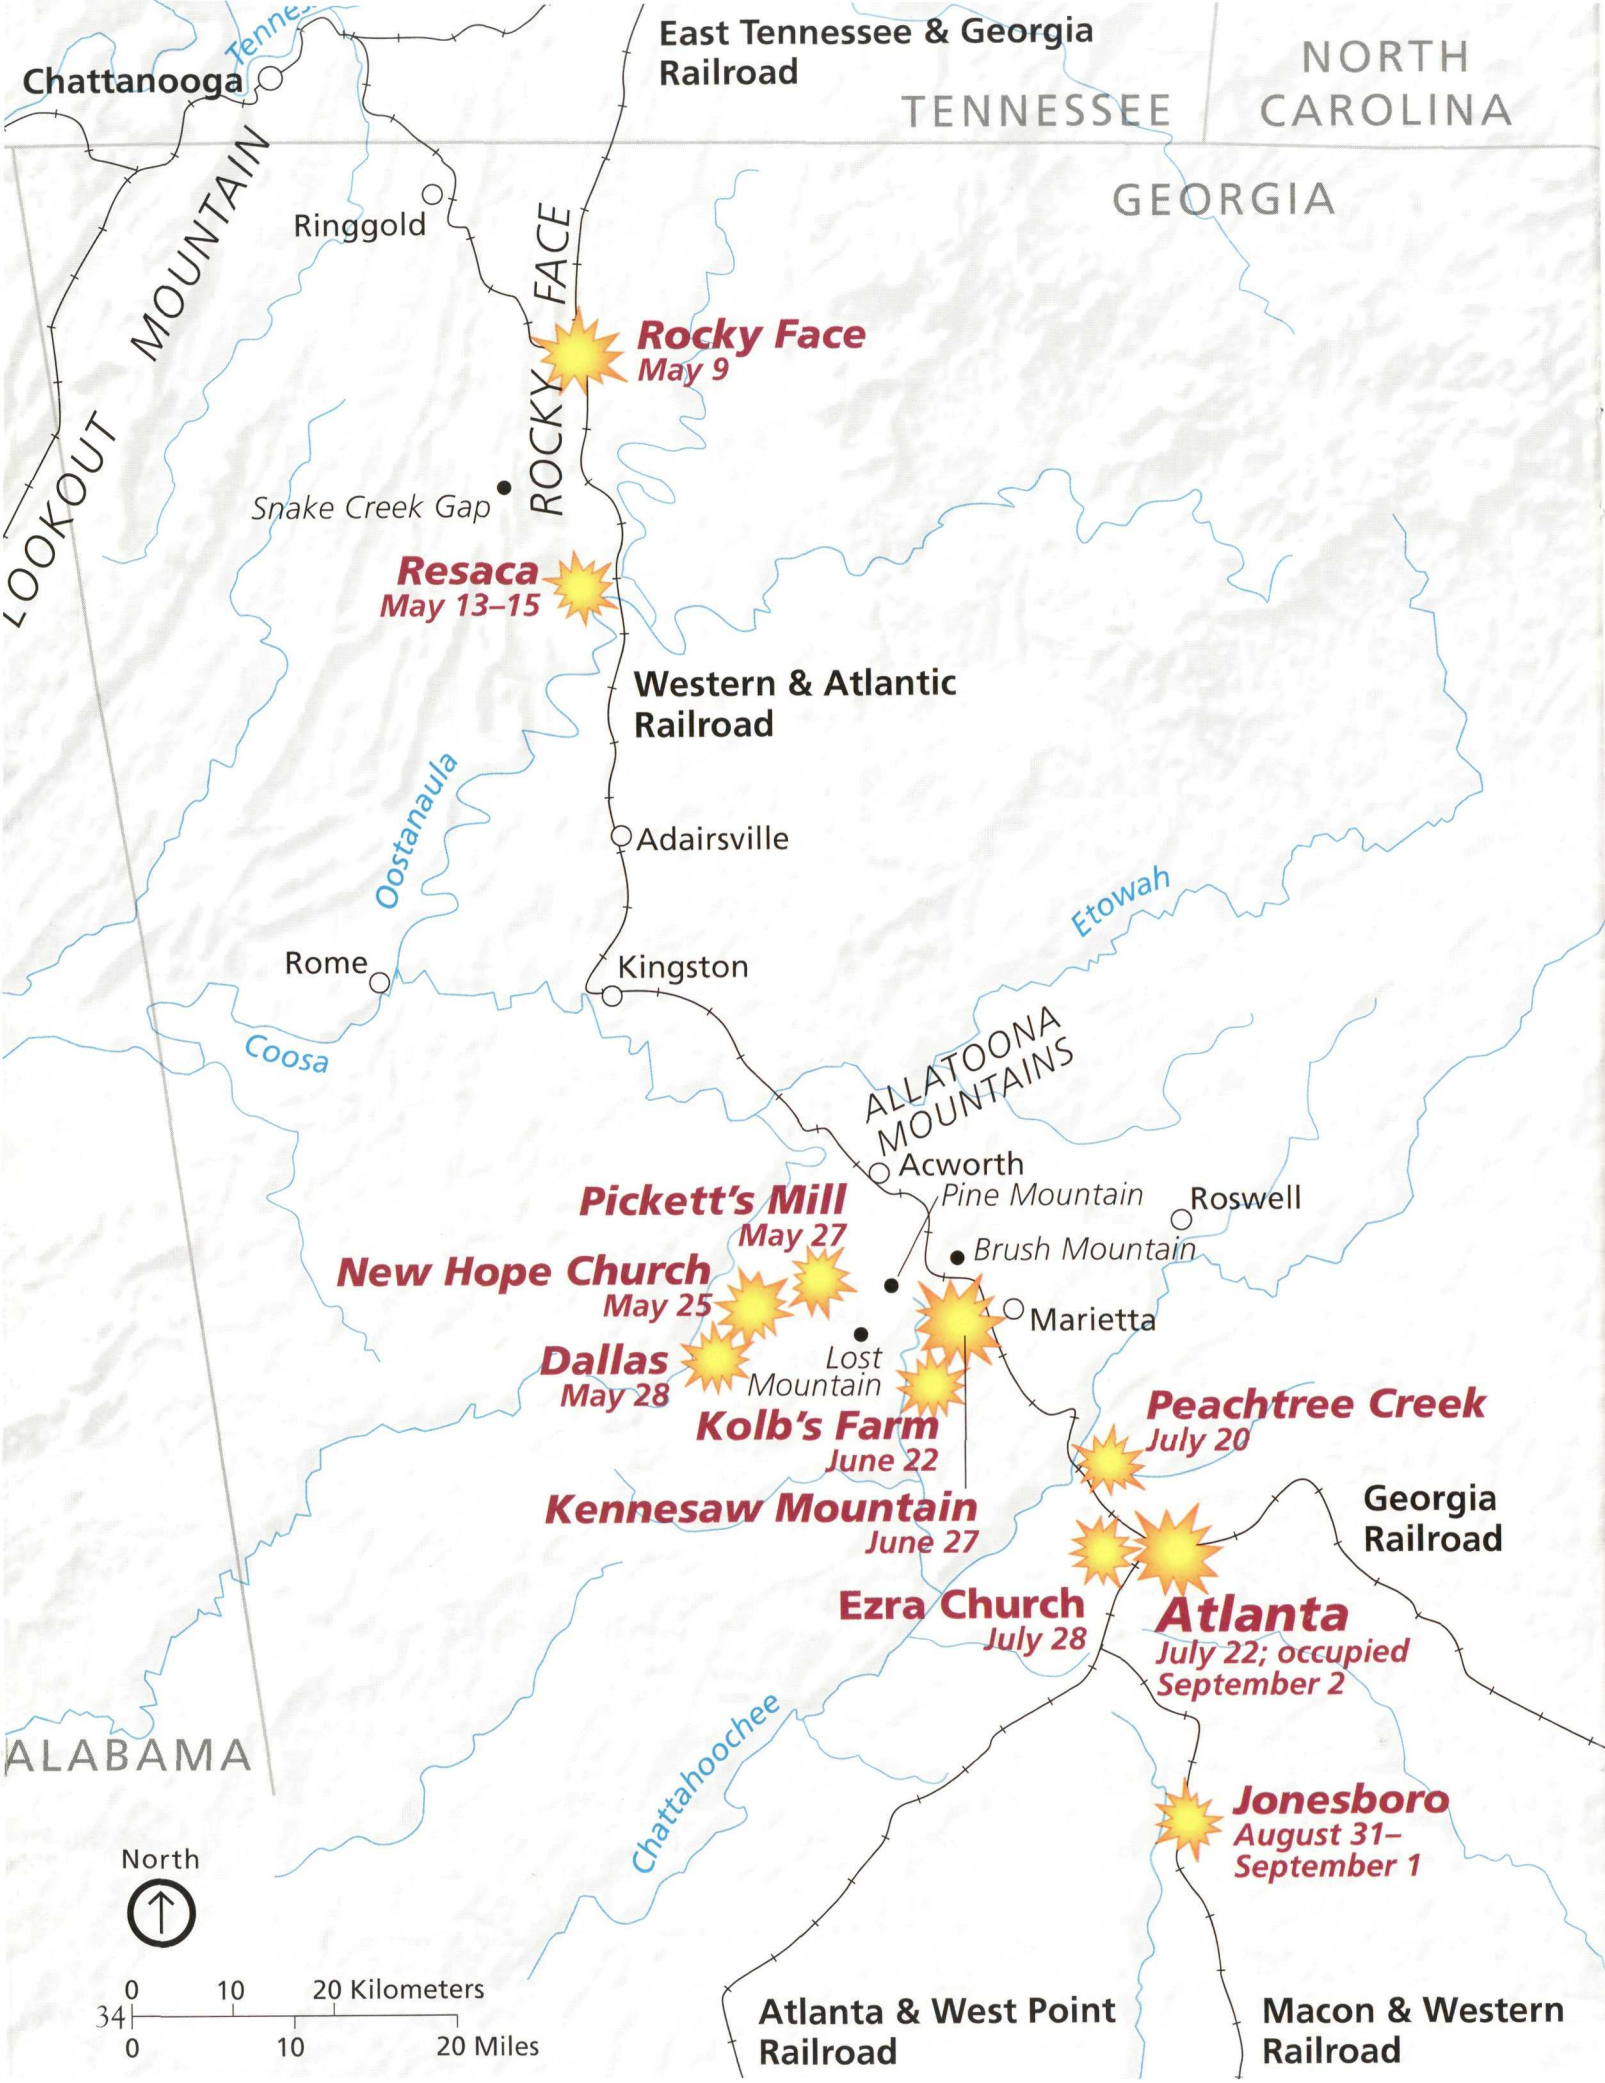 East Tennessee & Georgia
Railroad
NORTH
CAROLINA
TENNESSEE
Chattanooga
GEORGIA
LOOKOUT MOUNTAIN
Ringgold
ROCKY FACE
Rocky Face
May 9
Snake Creek Gap
Resaca
May 13–15
Western & Atlantic
Railroad
Oostanaula
Adairsville
Etowah
Rome
Kingston
Coosa
ALLATOONA
MOUNTAINS
Acworth
Pine Mountain
Roswell
Pickett's Mill
May 27
Brush Mountain
New Hope Church
May 25
Marietta
Dallas
May 28
Lost
Mountain
Kolb's Farm
June 22
Peachtree Creek
July 20
Kennesaw Mountain
June 27
Georgia
Railroad
Ezra Church
July 28
Atlanta
July 22; occupied
September 2
Chattahoochee
ALABAMA
Jonesboro
August 31–
September 1
North
0 10 20 Kilometers
34
0 10 20 Miles
Atlanta & West Point
Railroad
Macon & Western
Railroad